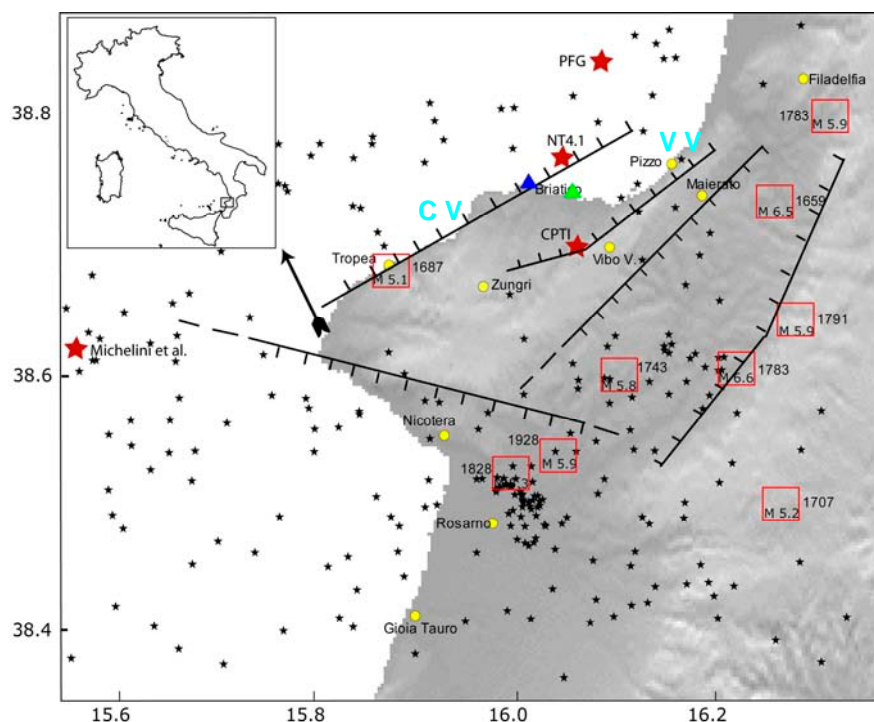 PFG
Filadelfia
38.8
1783
M 5.9
NT4.1
V V
Pizzo
Maierato
1659
M 6.5
Briatico
C V
CPTI
Vibo V.
Tropea
1687
M 5.1
Zungri
1791
M 5.9
Michelini et al.
38.6
1743
M 5.8
1783
M 6.6
Nicotera
1928
M 5.9
1828
Rosarno
1707
M 5.2
38.4
Gioia Tauro
15.6
15.8
16.0
16.2